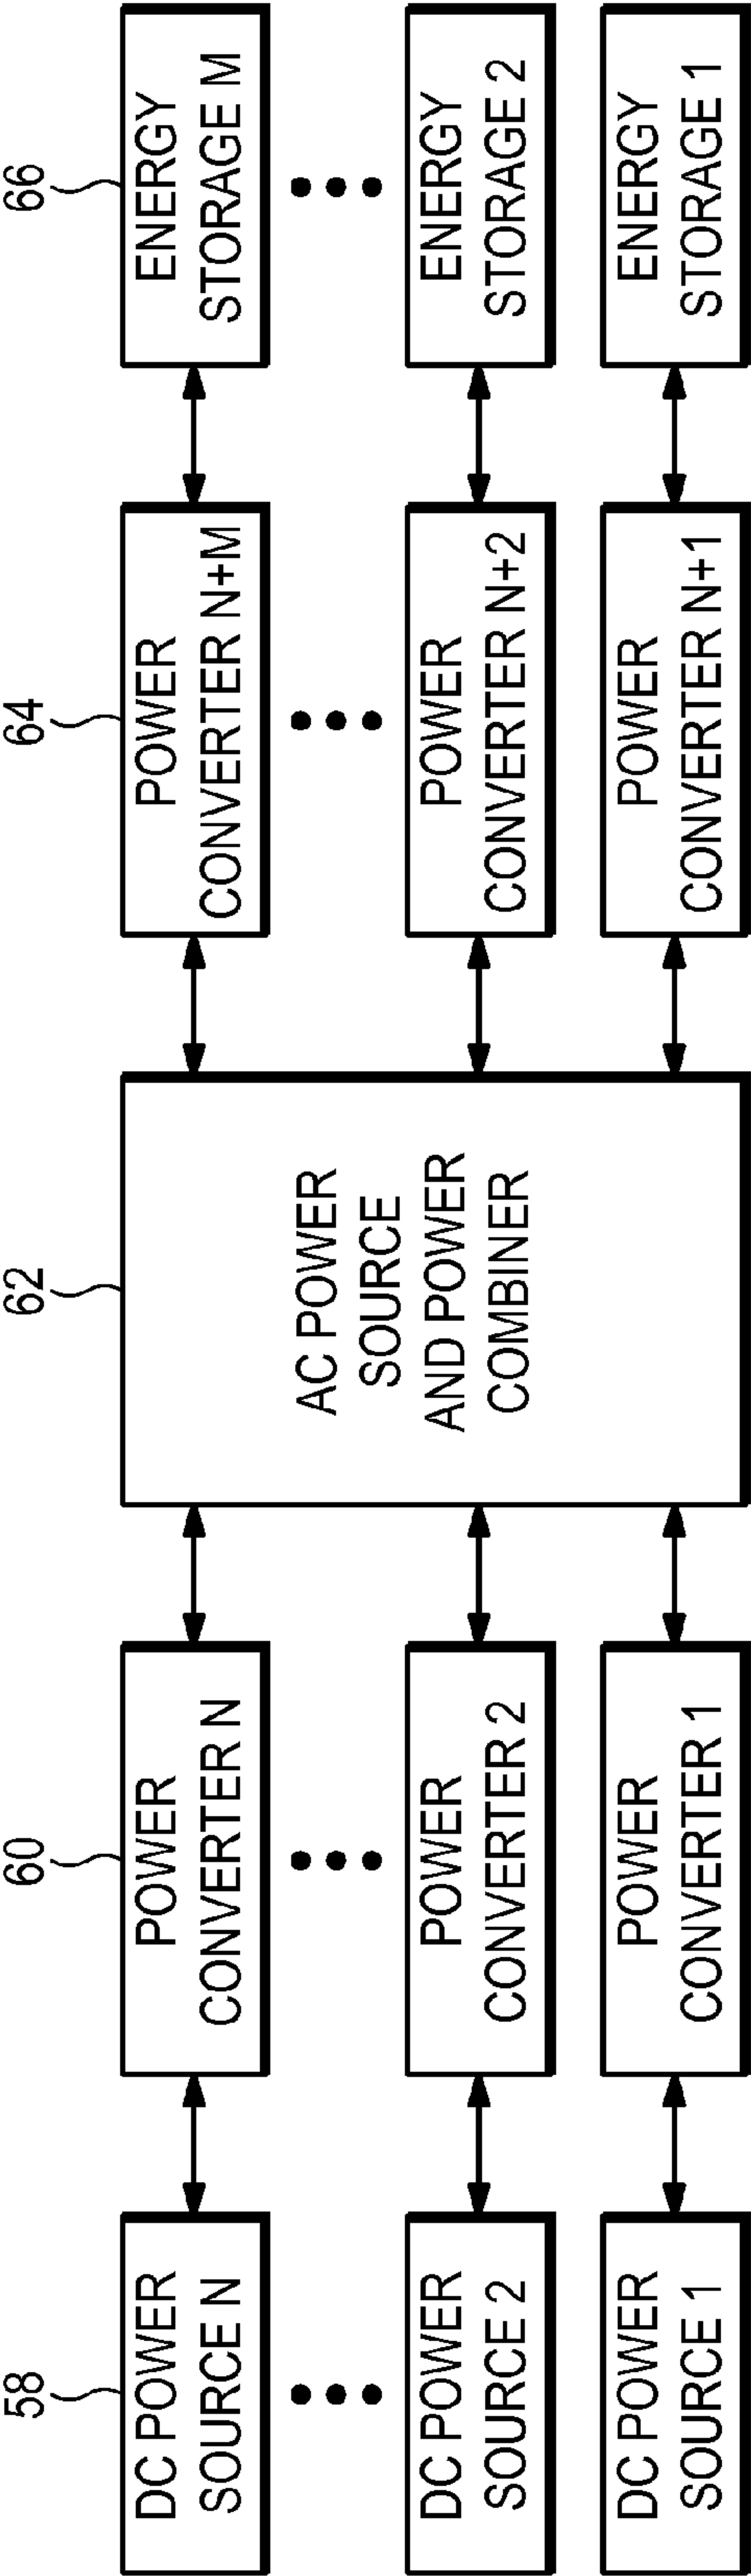 58
60
62
64
66
DC POWER
SOURCE N
POWER
CONVERTER N
AC POWER
SOURCE
AND POWER
COMBINER
POWER
CONVERTER N+M
ENERGY
STORAGE M
DC POWER
SOURCE 2
POWER
CONVERTER 2
POWER
CONVERTER N+2
ENERGY
STORAGE 2
DC POWER
SOURCE 1
POWER
CONVERTER 1
POWER
CONVERTER N+1
ENERGY
STORAGE 1